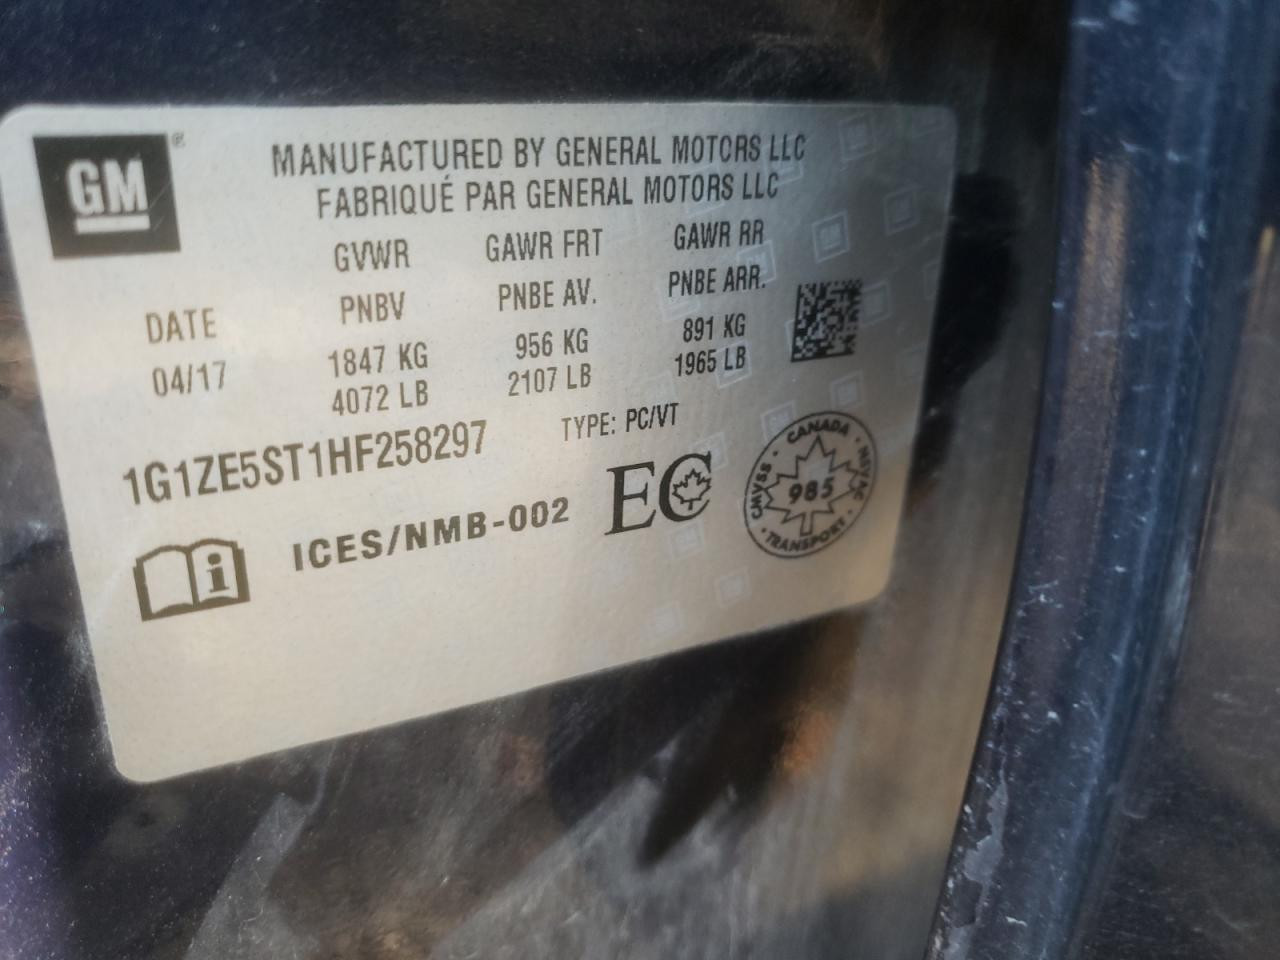 GM®
MANUFACTURED BY GENERAL MOTORS LLC
FABRIQUÉ PAR GENERAL MOTORS LLC
GVWR GAWR FRT GAWR RR
DATE PNBV PNBE AV. PNBE ARR.
04/17 1847 KG 956 KG 891 KG
4072 LB 2107 LB 1965 LB
1G1ZE5ST1HF258297 TYPE: PC/VT
i ICES/NMB-002 EC
CANADA
CMVSS 985 NSVAC
TRANSPORT